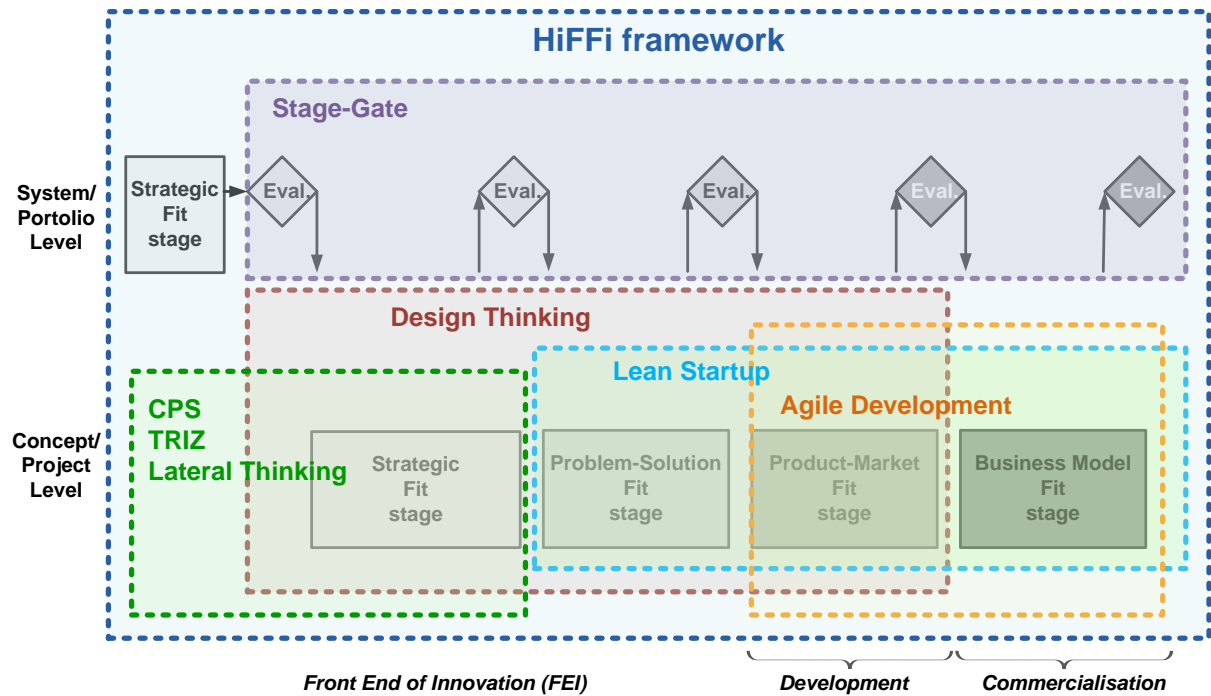 HiFFi framework
Stage-Gate
System/
Portolio
Level
Strategic
Fit
stage
Eval.
Eval.
Eval.
Eval.
Eval.
Design Thinking
Lean Startup
Agile Development
CPS
TRIZ
Lateral Thinking
Concept/
Project
Level
Strategic
Fit
stage
Problem-Solution
Fit
stage
Product-Market
Fit
stage
Business Model
Fit
stage
Front End of Innovation (FEI)
Development
Commercialisation